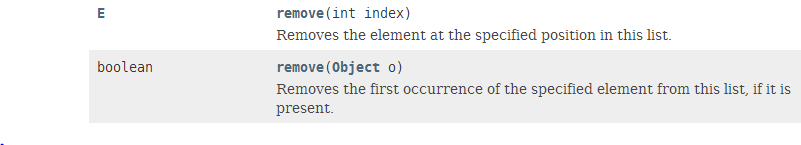 E remove(int index)
Removes the element at the specified position in this list.
boolean remove(Object o)
Removes the first occurrence of the specified element from this list, if it is
present.